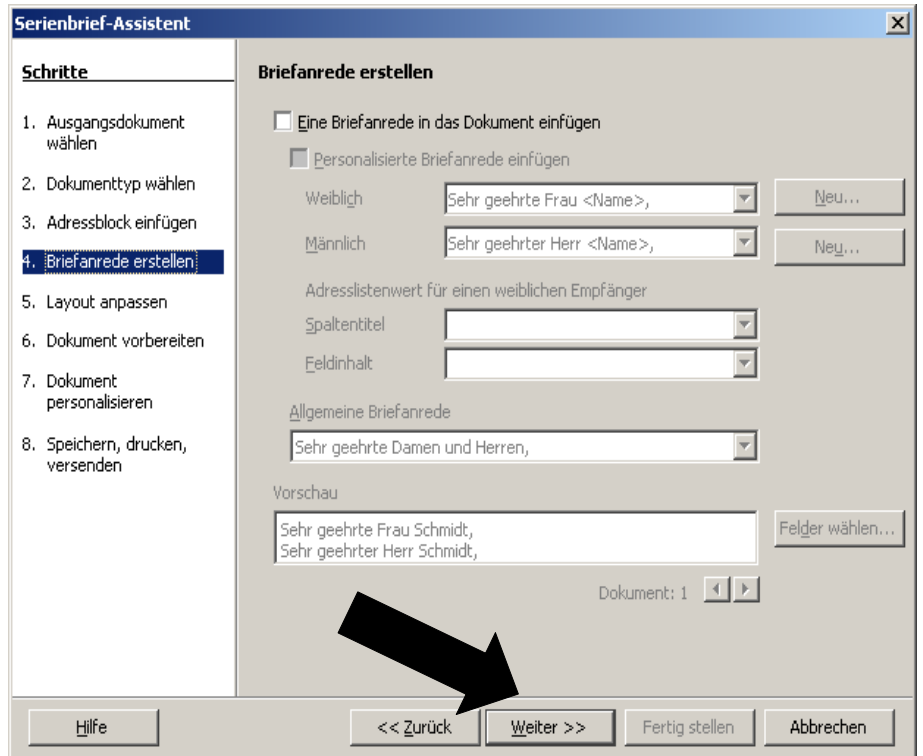 Serienbrief-Assistent
Schritte
1. Ausgangsdokument
wählen
2. Dokumenttyp wählen
3. Adressblock einfügen
4. Briefanrede erstellen
5. Layout anpassen
6. Dokument vorbereiten
7. Dokument
personalisieren
8. Speichern, drucken,
versenden
Briefanrede erstellen
Eine Briefanrede in das Dokument einfügen
Personalisierte Briefanrede einfügen
Weiblich Sehr geehrte Frau <Name>, Neu...
Männlich Sehr geehrter Herr <Name>, Neu...
Adresslistenwert für einen weiblichen Empfänger
Spaltentitel
Feldinhalt
Allgemeine Briefanrede
Sehr geehrte Damen und Herren,
Vorschau
Sehr geehrte Frau Schmidt,
Sehr geehrter Herr Schmidt,
Felder wählen...
Dokument: 1
Hilfe << Zurück Weiter >> Fertig stellen Abbrechen